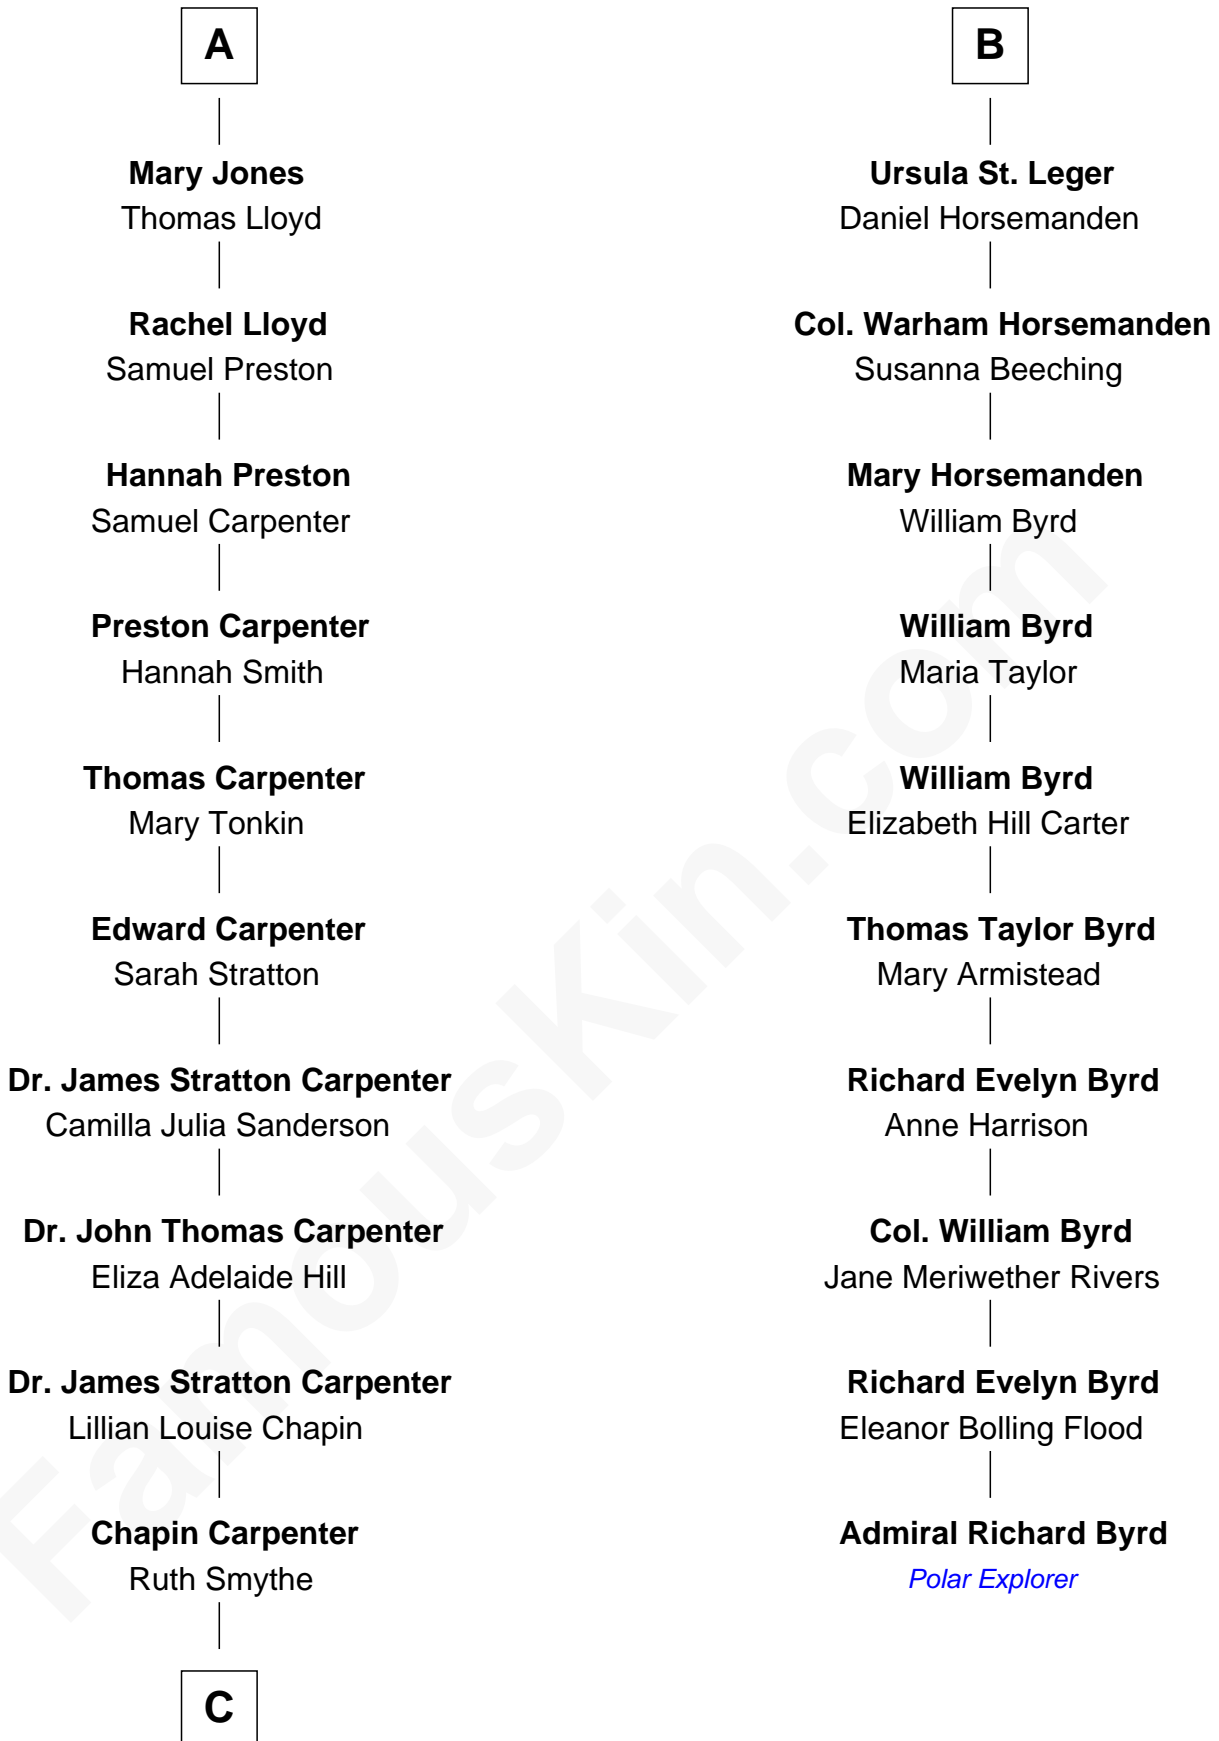 A
Mary Jones
Thomas Lloyd
Rachel Lloyd
Samuel Preston
Hannah Preston
Samuel Carpenter
Preston Carpenter
Hannah Smith
Thomas Carpenter
Mary Tonkin
Edward Carpenter
Sarah Stratton
Dr. James Stratton Carpenter
Camilla Julia Sanderson
Dr. John Thomas Carpenter
Eliza Adelaide Hill
Dr. James Stratton Carpenter
Lillian Louise Chapin
Chapin Carpenter
Ruth Smythe
C
B
Ursula St. Leger
Daniel Horsemanden
Col. Warham Horsemanden
Susanna Beeching
Mary Horsemanden
William Byrd
William Byrd
Maria Taylor
William Byrd
Elizabeth Hill Carter
Thomas Taylor Byrd
Mary Armistead
Richard Evelyn Byrd
Anne Harrison
Col. William Byrd
Jane Meriwether Rivers
Richard Evelyn Byrd
Eleanor Bolling Flood
Admiral Richard Byrd
Polar Explorer
FamousKin.com